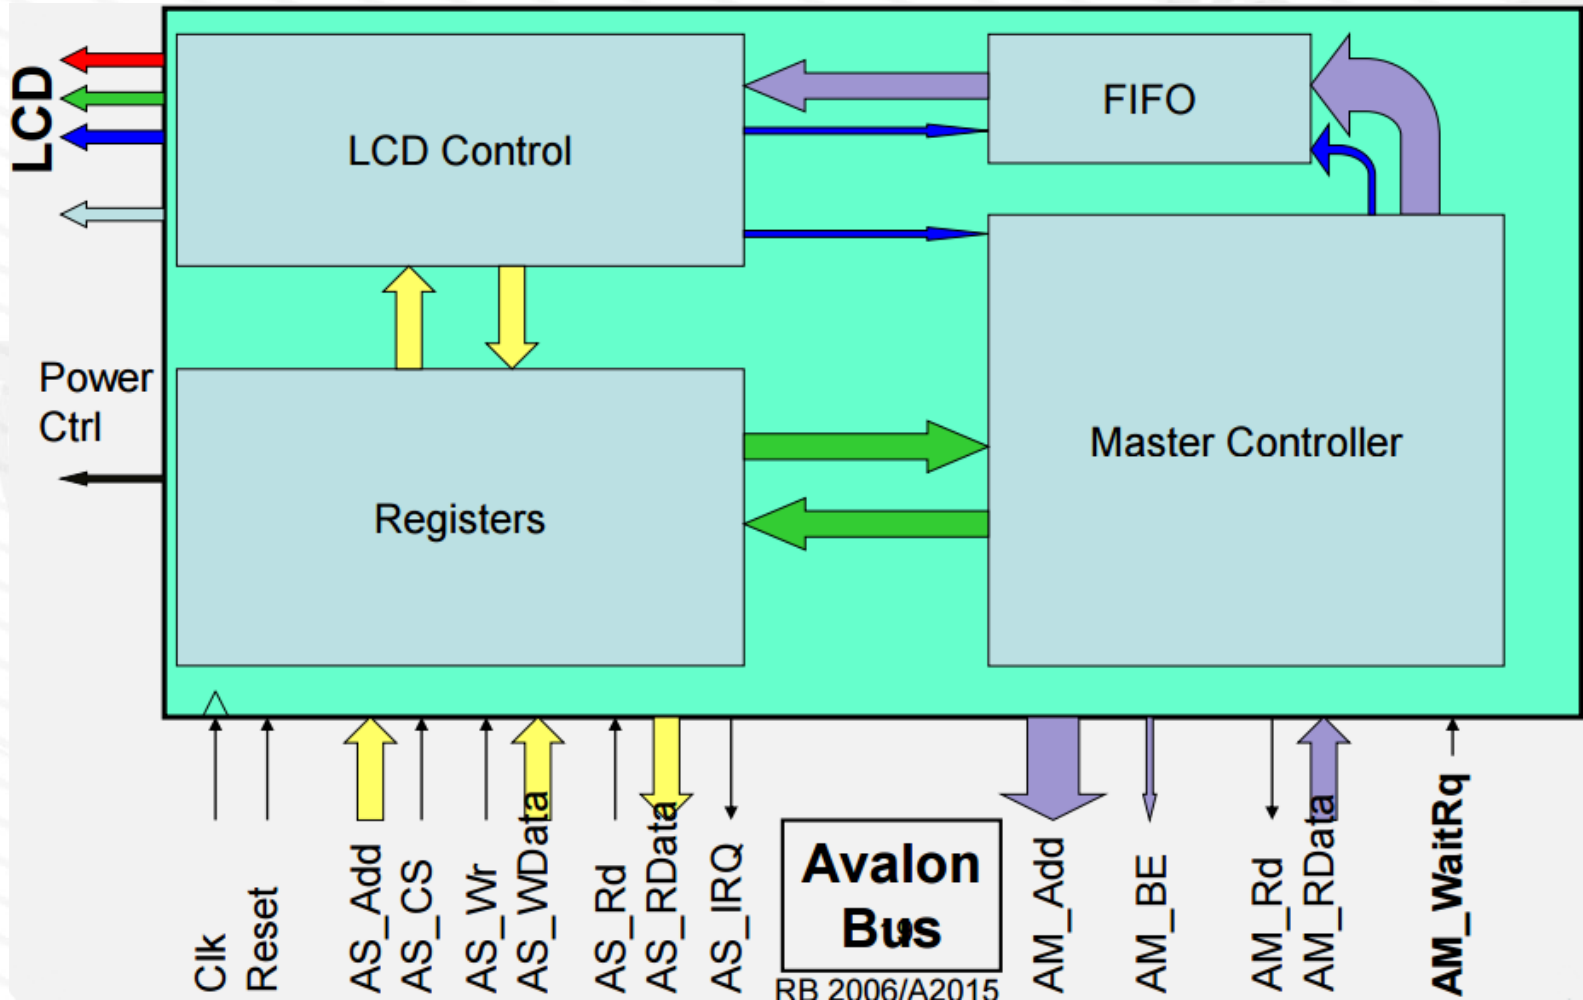 LCD
LCD Control
FIFO
Power
Ctrl
Registers
Master Controller
Clk
Reset
AS_Add
AS_CS
AS_Wr
AS_WData
AS_Rd
AS_RData
AS_IRQ
Avalon
Bus
RB 2006/A2015
AM_Add
AM_BE
AM_Rd
AM_RData
AM_WaitRq